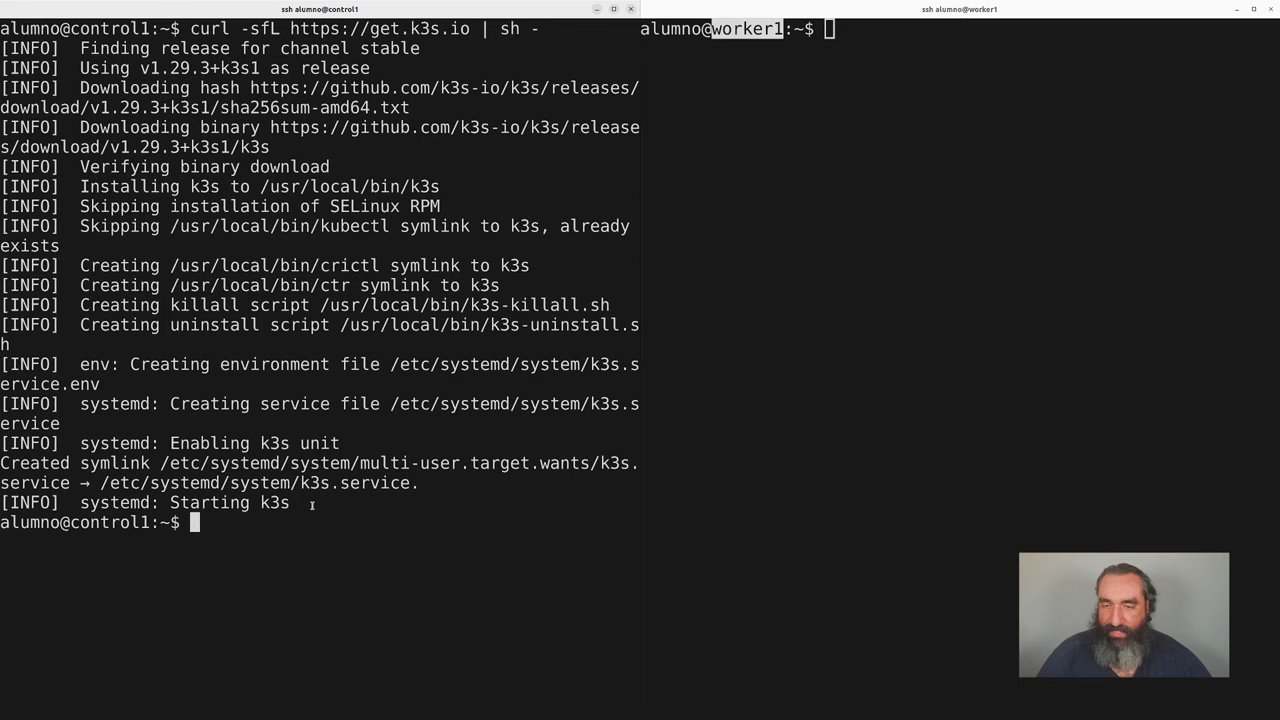 ssh alumno@control1
alumno@control1:~$ curl -sfL https://get.k3s.io | sh -
[INFO]  Finding release for channel stable
[INFO]  Using v1.29.3+k3s1 as release
[INFO]  Downloading hash https://github.com/k3s-io/k3s/releases/
download/v1.29.3+k3s1/sha256sum-amd64.txt
[INFO]  Downloading binary https://github.com/k3s-io/k3s/release
s/download/v1.29.3+k3s1/k3s
[INFO]  Verifying binary download
[INFO]  Installing k3s to /usr/local/bin/k3s
[INFO]  Skipping installation of SELinux RPM
[INFO]  Skipping /usr/local/bin/kubectl symlink to k3s, already
exists
[INFO]  Creating /usr/local/bin/crictl symlink to k3s
[INFO]  Creating /usr/local/bin/ctr symlink to k3s
[INFO]  Creating killall script /usr/local/bin/k3s-killall.sh
[INFO]  Creating uninstall script /usr/local/bin/k3s-uninstall.s
h
[INFO]  env: Creating environment file /etc/systemd/system/k3s.s
ervice.env
[INFO]  systemd: Creating service file /etc/systemd/system/k3s.s
ervice
[INFO]  systemd: Enabling k3s unit
Created symlink /etc/systemd/system/multi-user.target.wants/k3s.
service → /etc/systemd/system/k3s.service.
[INFO]  systemd: Starting k3s
alumno@control1:~$
ssh alumno@worker1
alumno@worker1:~$